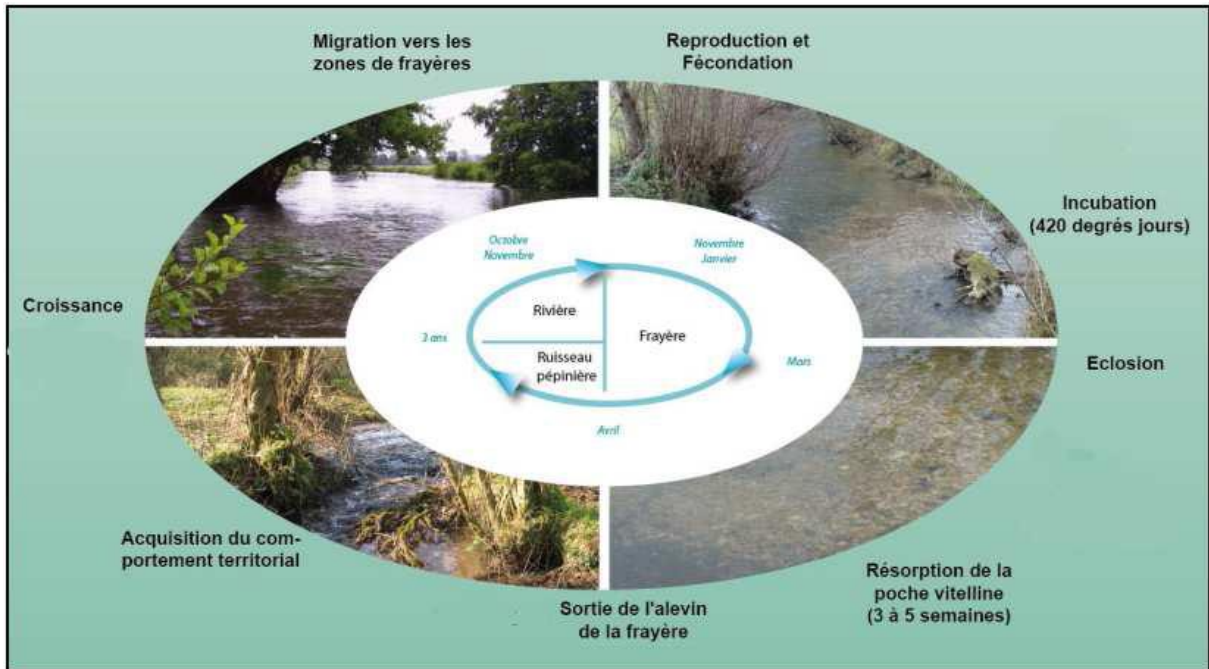 Migration vers les
zones de frayères
Reproduction et
Fécondation
Incubation
(420 degrés jours)
Octobre
Novembre
Novembre
Janvier
Croissance
3 ans
Rivière
Frayère
Ruisseau
pépinière
Mars
Eclosion
Avril
Acquisition du com-
portement territorial
Sortie de l'alevin
de la frayère
Résorption de la
poche vitelline
(3 à 5 semaines)